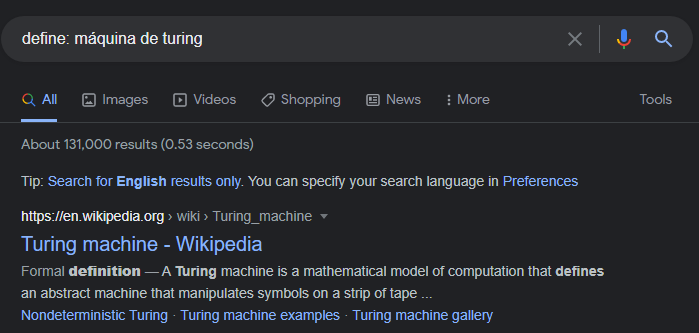 define: máquina de turing
All Images Videos Shopping News More Tools
About 131,000 results (0.53 seconds)
Tip: Search for English results only. You can specify your search language in Preferences
https://en.wikipedia.org › wiki › Turing_machine
Turing machine - Wikipedia
Formal definition — A Turing machine is a mathematical model of computation that defines
an abstract machine that manipulates symbols on a strip of tape ...
Nondeterministic Turing · Turing machine examples · Turing machine gallery